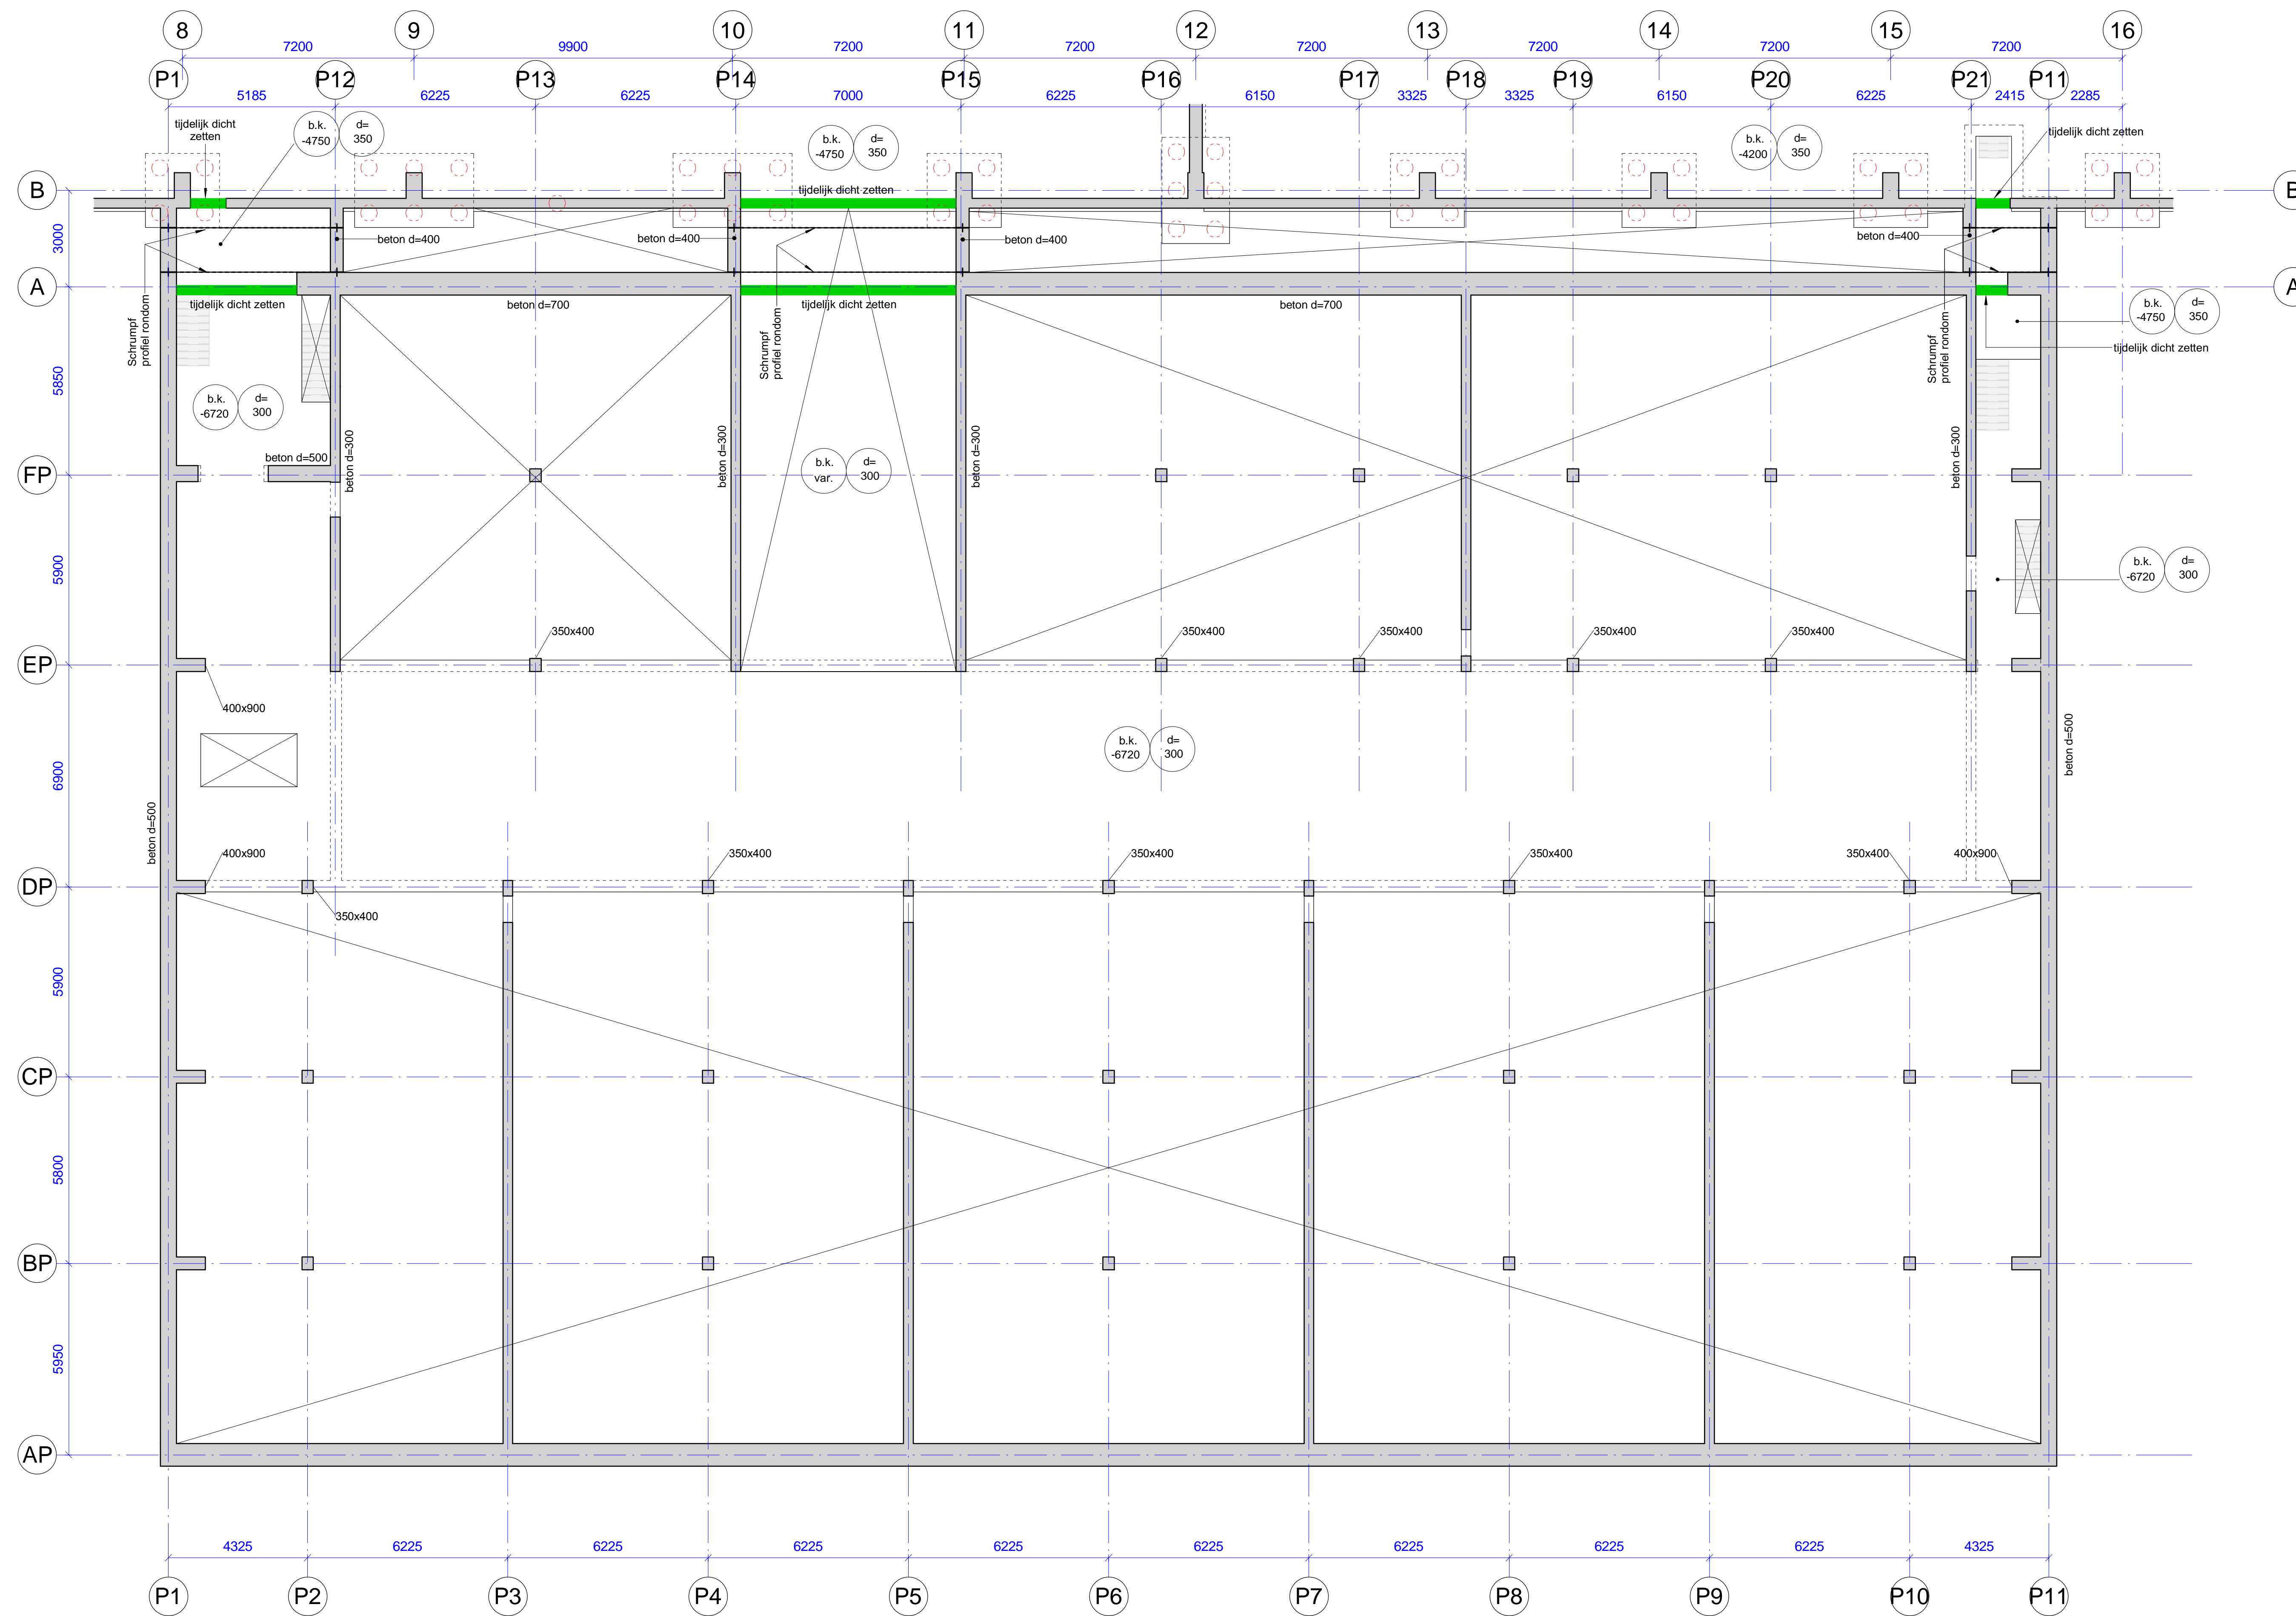 8 9 10 11 12 13 14 15 16
7200 9900 7200 7200 7200 7200 7200 7200
P1 P12 P13 P14 P15 P16 P17 P18 P19 P20 P21 P11
5185 6225 6225 7000 6225 6150 3325 3325 6150 6225 2415 2285
tijdelijk dicht
zetten
b.k.
-4750
d=
350
b.k.
-4750
d=
350
b.k.
-4200
d=
350
tijdelijk dicht zetten
B
tijdelijk dicht zetten
B
3000
beton d=400
beton d=400
beton d=400
beton d=400
A
A
tijdelijk dicht zetten
beton d=700
tijdelijk dicht zetten
beton d=700
b.k.
-4750
d=
350
Schrumpf
profiel rondom
Schrumpf
profiel rondom
Schrumpf
profiel rondom
tijdelijk dicht zetten
5850
b.k.
-6720
d=
300
beton d=500
beton d=300
beton d=300
b.k.
var.
d=
300
beton d=300
beton d=300
FP
5900
b.k.
-6720
d=
300
350x400
350x400
350x400
350x400
350x400
EP
400x900
6900
b.k.
-6720
d=
300
beton d=500
beton d=500
400x900
350x400
350x400
350x400
350x400
400x900
DP
350x400
5900
CP
5800
BP
5950
AP
4325 6225 6225 6225 6225 6225 6225 6225 6225 4325
P1 P2 P3 P4 P5 P6 P7 P8 P9 P10 P11